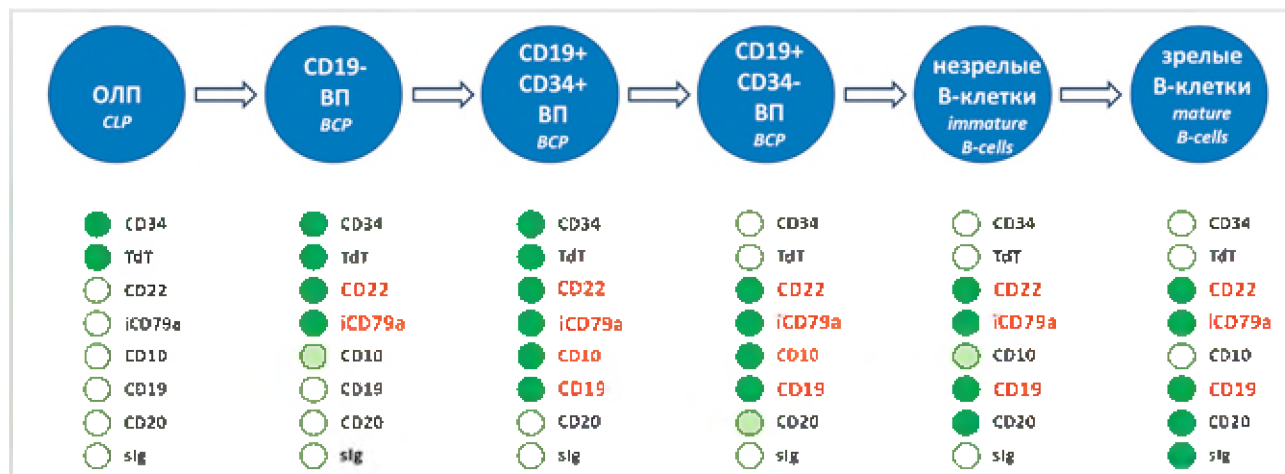 ОЛП
CLP
CD19-
ВП
BCP
CD19+
CD34+
ВП
BCP
CD19+
CD34-
ВП
BCP
незрелые
В-клетки
immature
B-cells
зрелые
В-клетки
mature
B-cells
CD34
TdT
CD22
iCD79a
CD10
CD19
CD20
sIg
CD34
TdT
CD22
iCD79a
CD10
CD19
CD20
sIg
CD34
TdT
CD22
iCD79a
CD10
CD19
CD20
sIg
CD34
TdT
CD22
iCD79a
CD10
CD19
CD20
sIg
CD34
TdT
CD22
iCD79a
CD10
CD19
CD20
sIg
CD34
TdT
CD22
iCD79a
CD10
CD19
CD20
sIg